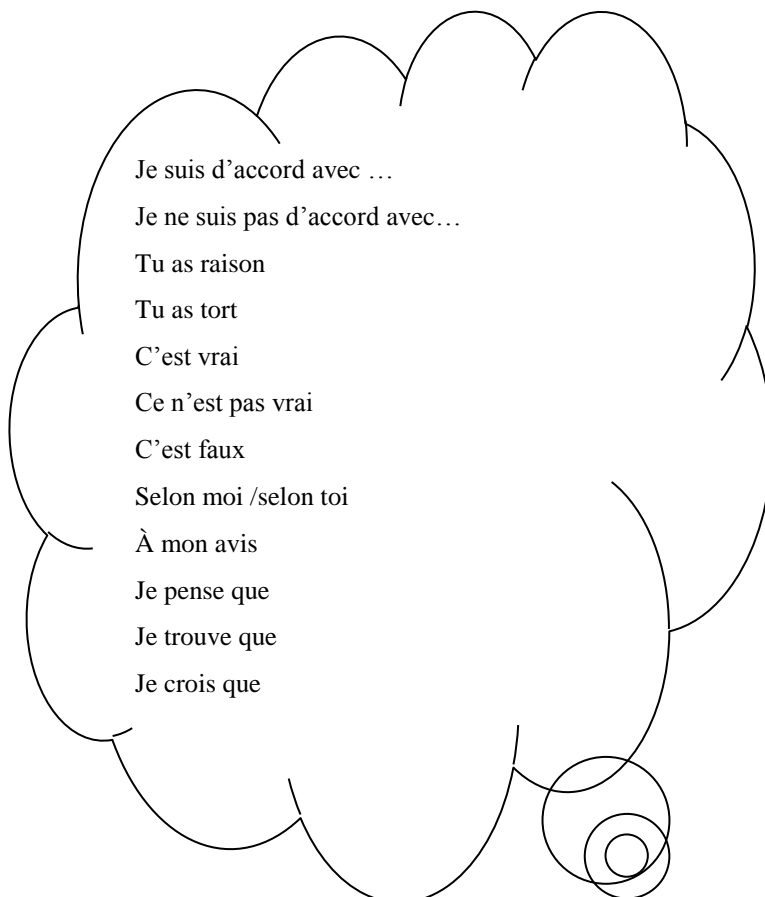 Je suis d’accord avec …
Je ne suis pas d’accord avec…
Tu as raison
Tu as tort
C’est vrai
Ce n’est pas vrai
C’est faux
Selon moi /selon toi
À mon avis
Je pense que
Je trouve que
Je crois que